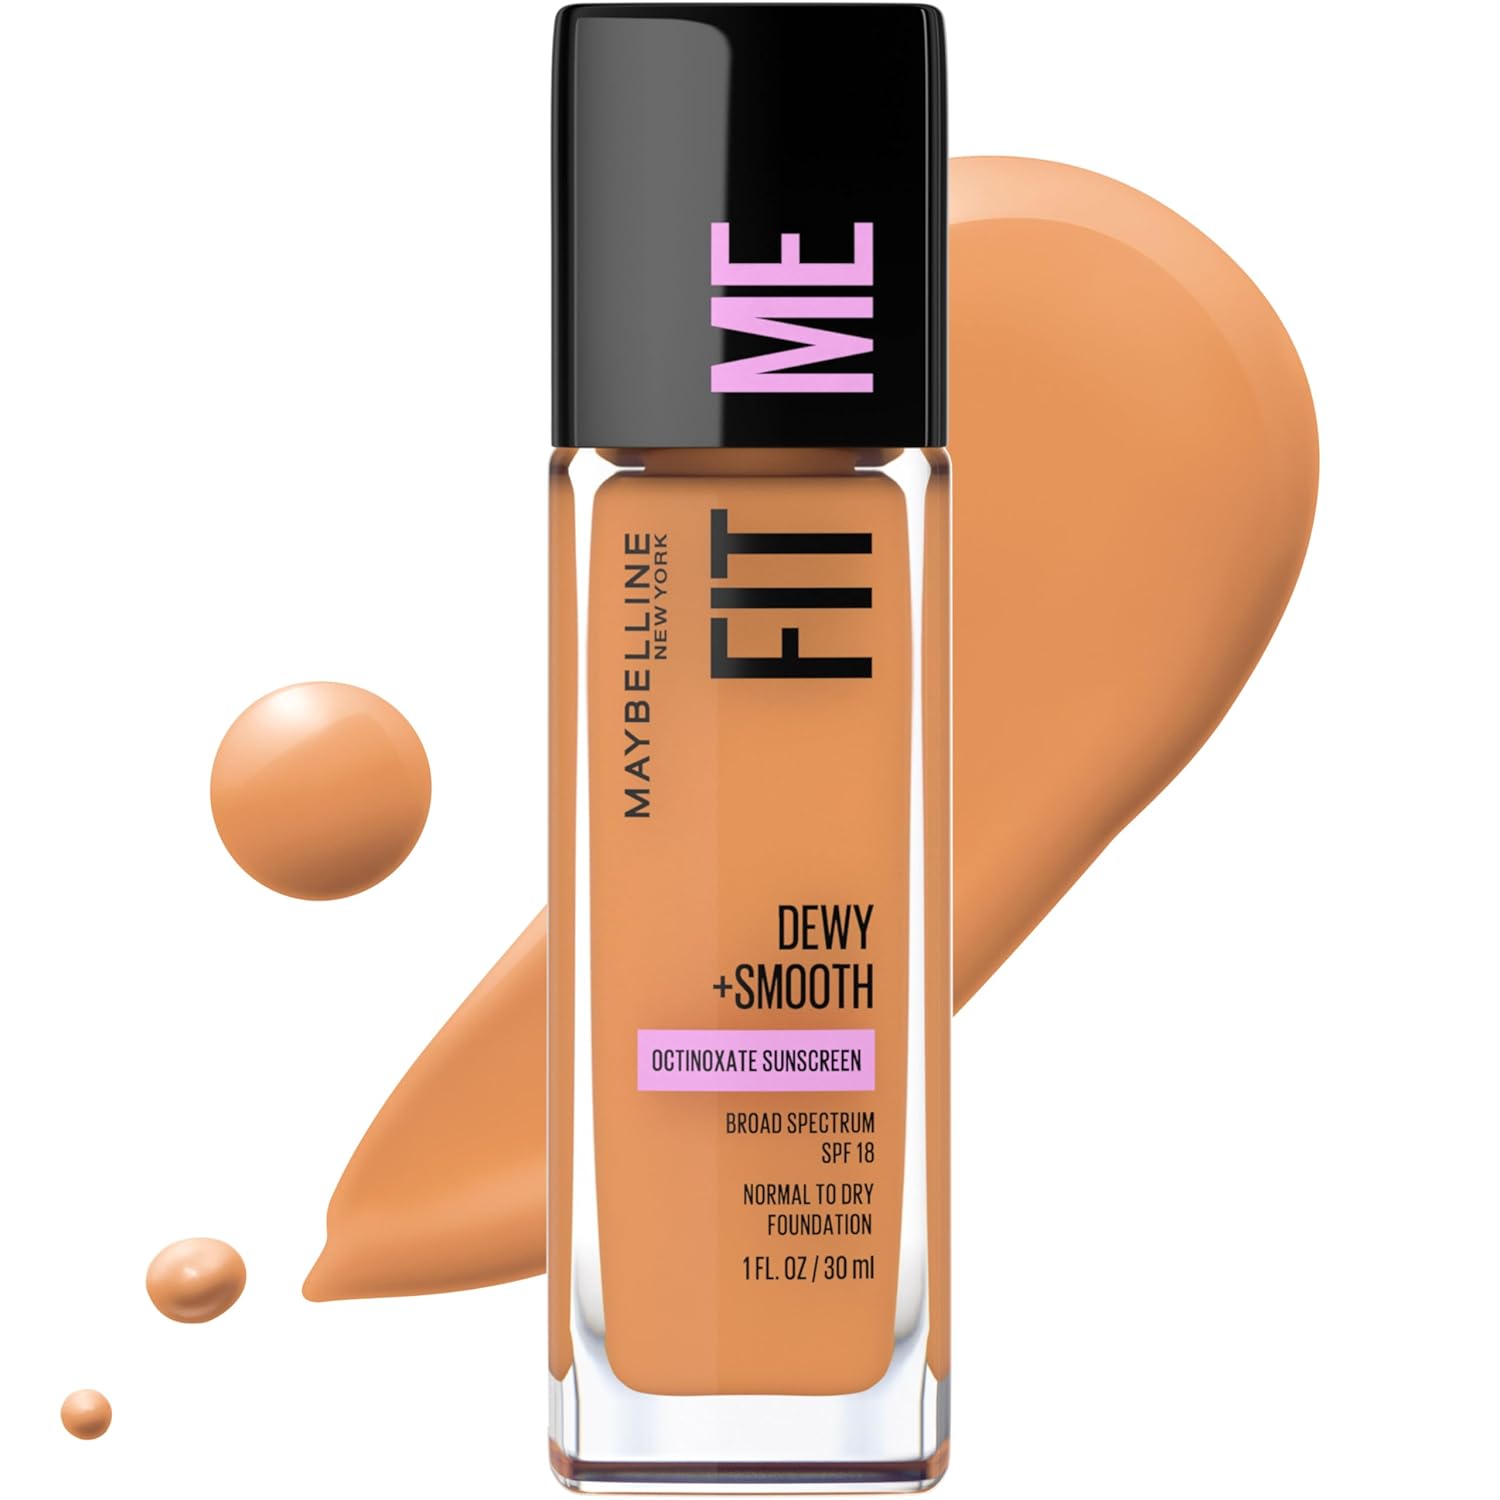 FIT ME
MAYBELLINE
NEW YORK
DEWY
+SMOOTH
OCTINOXATE SUNSCREEN
BROAD SPECTRUM
SPF 18
NORMAL TO DRY
FOUNDATION
1 FL. OZ / 30 ml